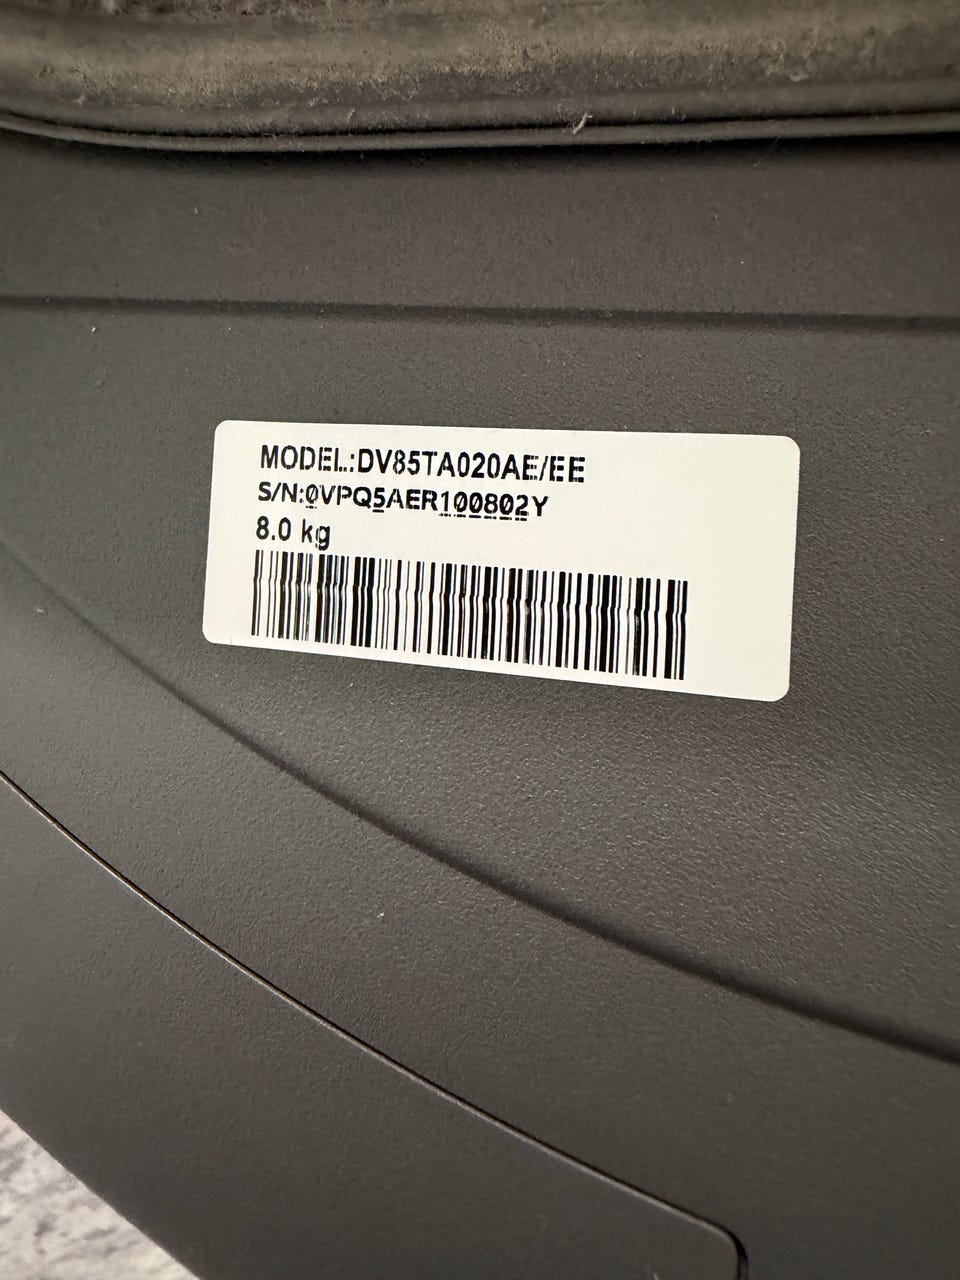 MODEL:DV85TA020AE/EE
S/N:0VPQ5AER100802Y
8.0 kg